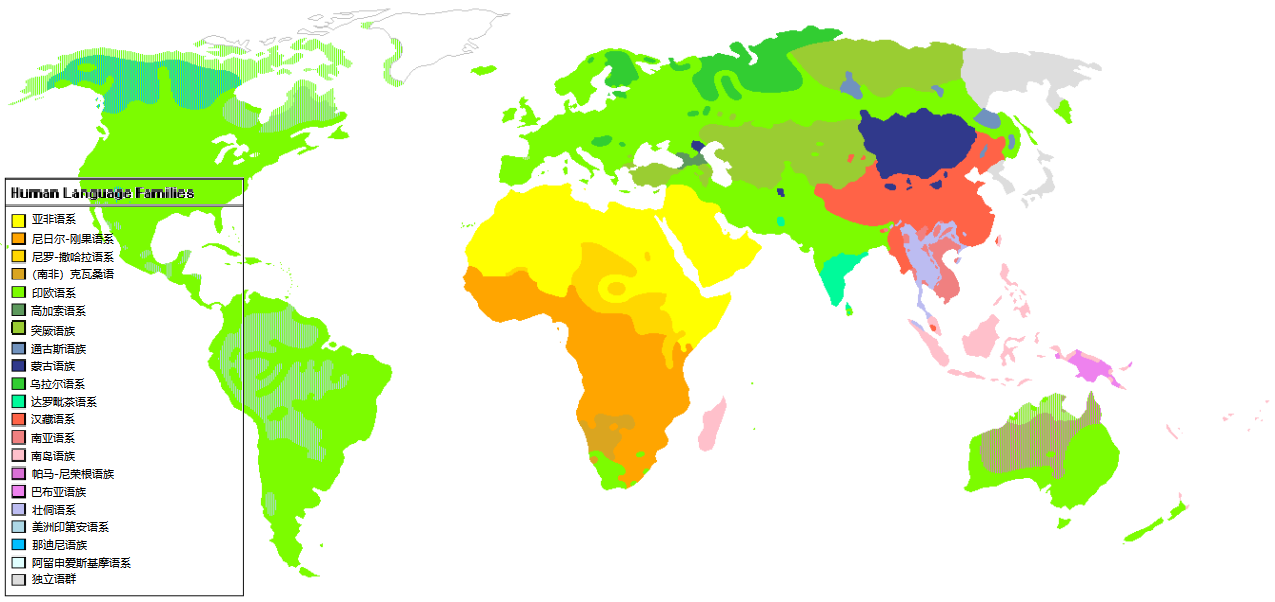 Human Language Families
亚非语系
尼日尔-刚果语系
尼罗-撒哈拉语系
（南非）克瓦桑语
印欧语系
高加索语系
突厥语族
通古斯语族
蒙古语族
乌拉尔语系
达罗毗荼语系
汉藏语系
南亚语系
南岛语族
帕马-尼荣根语族
巴布亚语族
壮侗语族
美洲印第安语系
那迪尼语族
阿留申爱斯基摩语系
独立语群